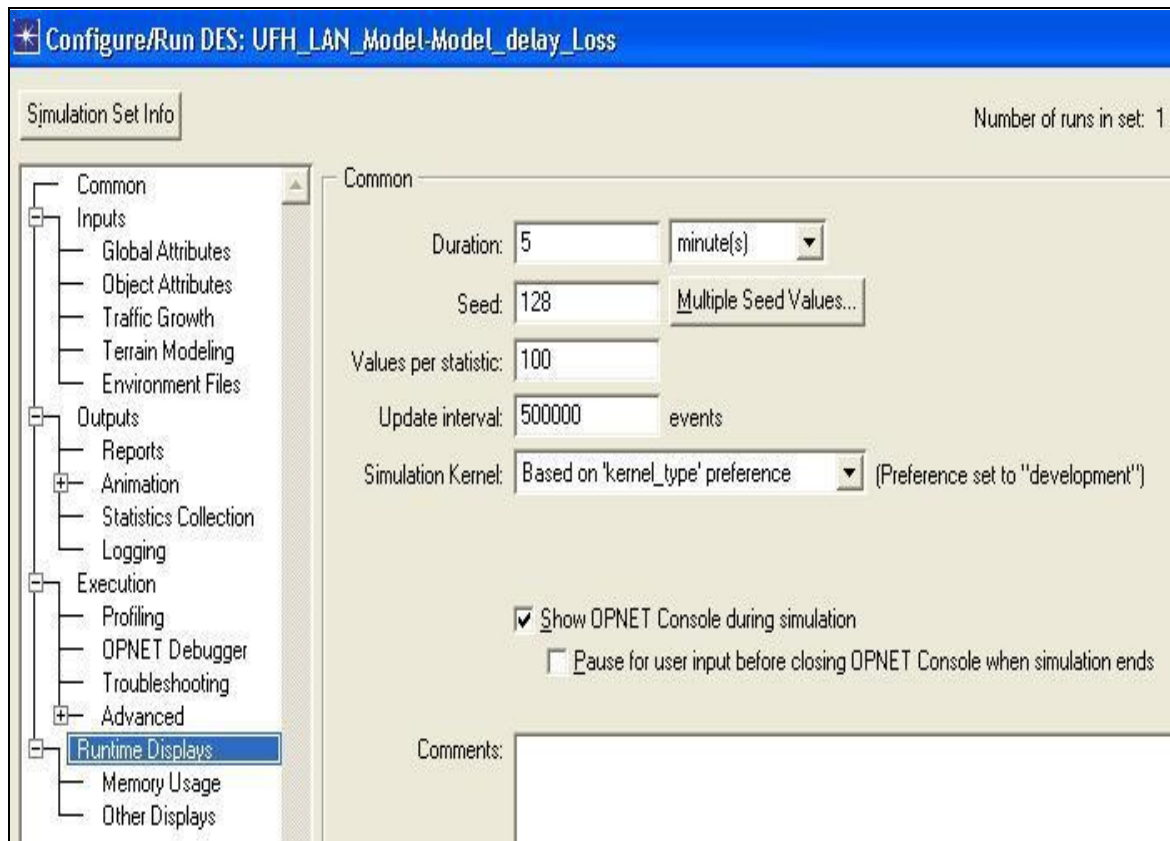 Configure/Run DES: UFH_LAN_Model-Model_delay_Loss
Simulation Set Info
Number of runs in set: 1
Common
Inputs
Global Attributes
Object Attributes
Traffic Growth
Terrain Modeling
Environment Files
Outputs
Reports
Animation
Statistics Collection
Logging
Execution
Profiling
OPNET Debugger
Troubleshooting
Advanced
Runtime Displays
Memory Usage
Other Displays
Common
Duration: 5 minute(s)
Seed: 128 Multiple Seed Values...
Values per statistic: 100
Update interval: 500000 events
Simulation Kernel: Based on 'kernel_type' preference (Preference set to "development")
Show OPNET Console during simulation
Pause for user input before closing OPNET Console when simulation ends
Comments: